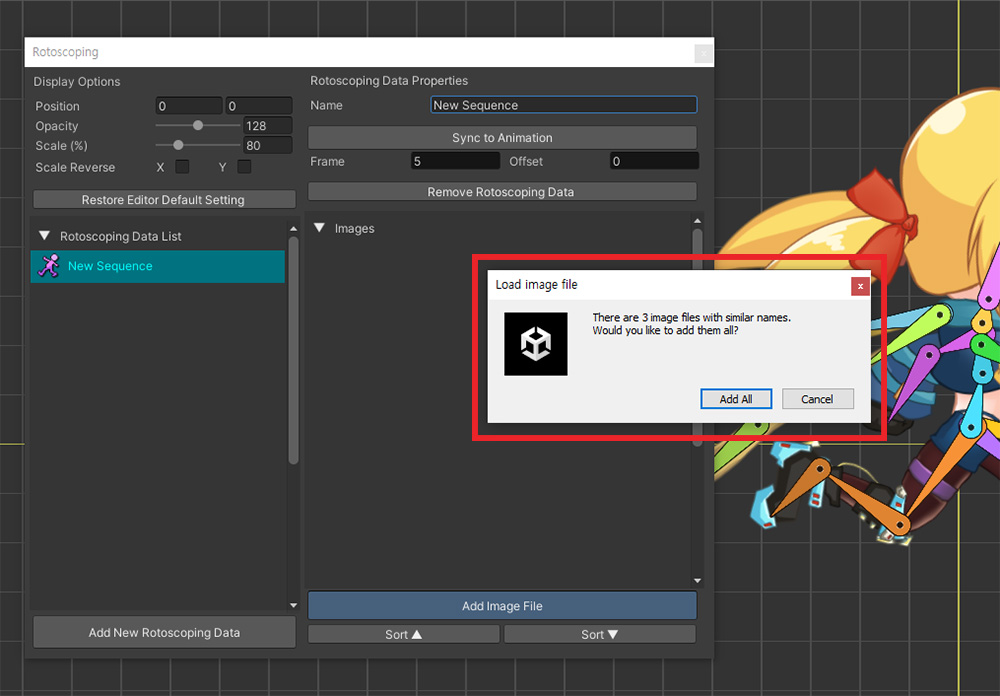 Rotoscoping
x
Display Options
Position 0 0
Opacity 128
Scale (%) 80
Scale Reverse X Y
Restore Editor Default Setting
Rotoscoping Data List
New Sequence
Add New Rotoscoping Data
Rotoscoping Data Properties
Name New Sequence
Sync to Animation
Frame 5 Offset 0
Remove Rotoscoping Data
Images
Add Image File
Sort▲ Sort▼
Load image file
x
There are 3 image files with similar names.
Would you like to add them all?
Add All Cancel